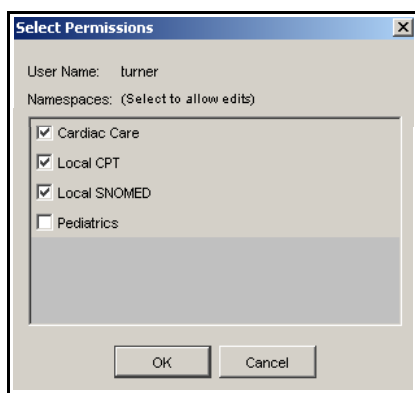 Select Permissions
User Name: turner
Namespaces: (Select to allow edits)
Cardiac Care
Local CPT
Local SNOMED
Pediatrics
OK Cancel